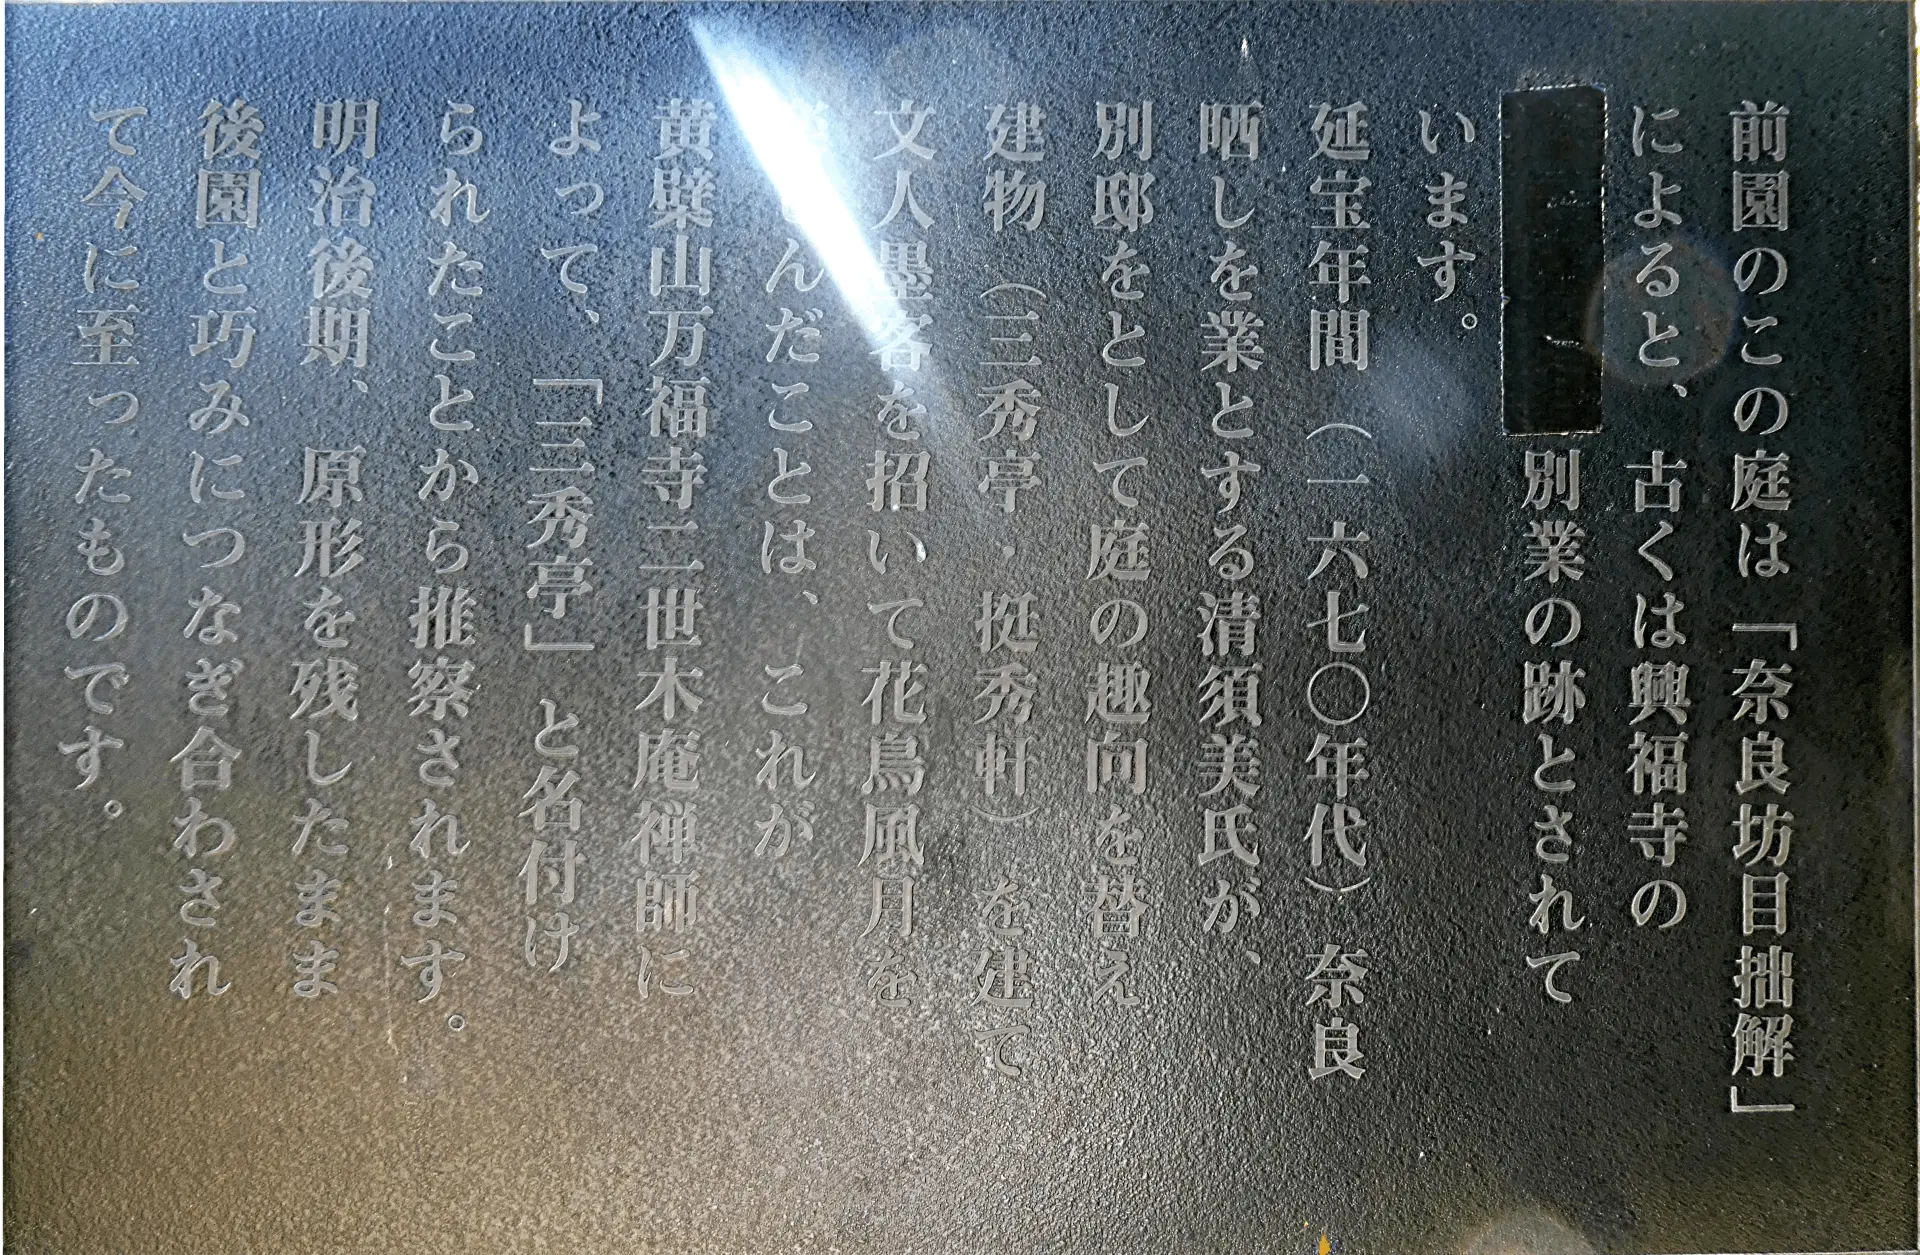 前園のこの庭は「奈良坊目拙解」
によると、古くは興福寺の
別業の跡とされて
います。
延宝年間（一六七〇年代）奈良
晒しを業とする清須美氏が、
別邸をとして庭の趣向を替え
建物（三秀亭・挺秀軒）を建て
文人墨客を招いて花鳥風月を
んだことは、これが
黄檗山万福寺二世木庵禅師に
よって、「三秀亭」と名付け
られたことから推察されます。
明治後期、原形を残したまま
後園と巧みにつなぎ合わされ
て今に至ったものです。